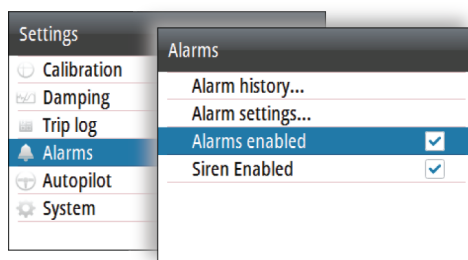 Settings
Calibration
Damping
Trip log
Alarms
Autopilot
System
Alarms
Alarm history...
Alarm settings...
Alarms enabled
Siren Enabled